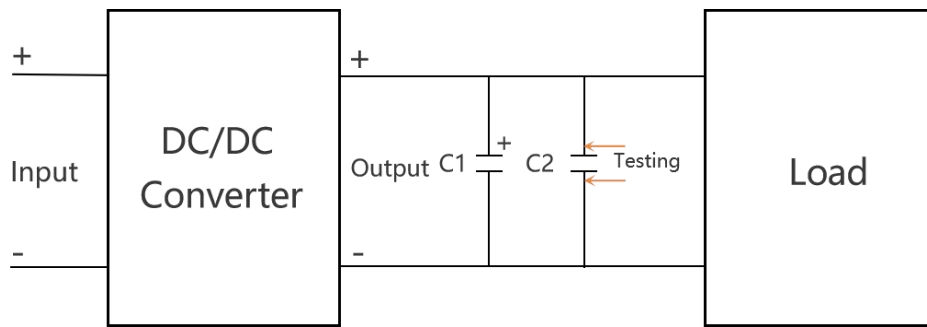 +
Input
-
DC/DC
Converter
+
Output
-
C1
+
C2
Testing
Load